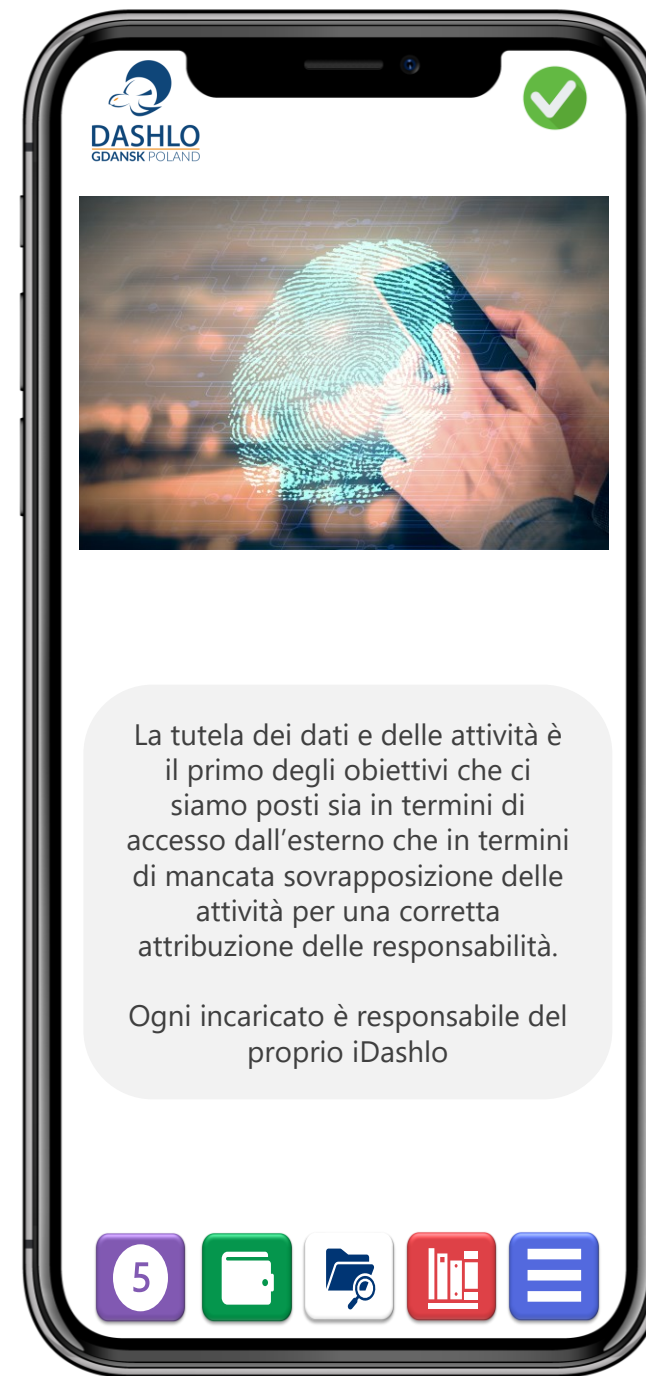 DASHLO
GDANSK POLAND
La tutela dei dati e delle attività è
il primo degli obiettivi che ci
siamo posti sia in termini di
accesso dall’esterno che in termini
di mancata sovrapposizione delle
attività per una corretta
attribuzione delle responsabilità.
Ogni incaricato è responsabile del
proprio iDashlo
5